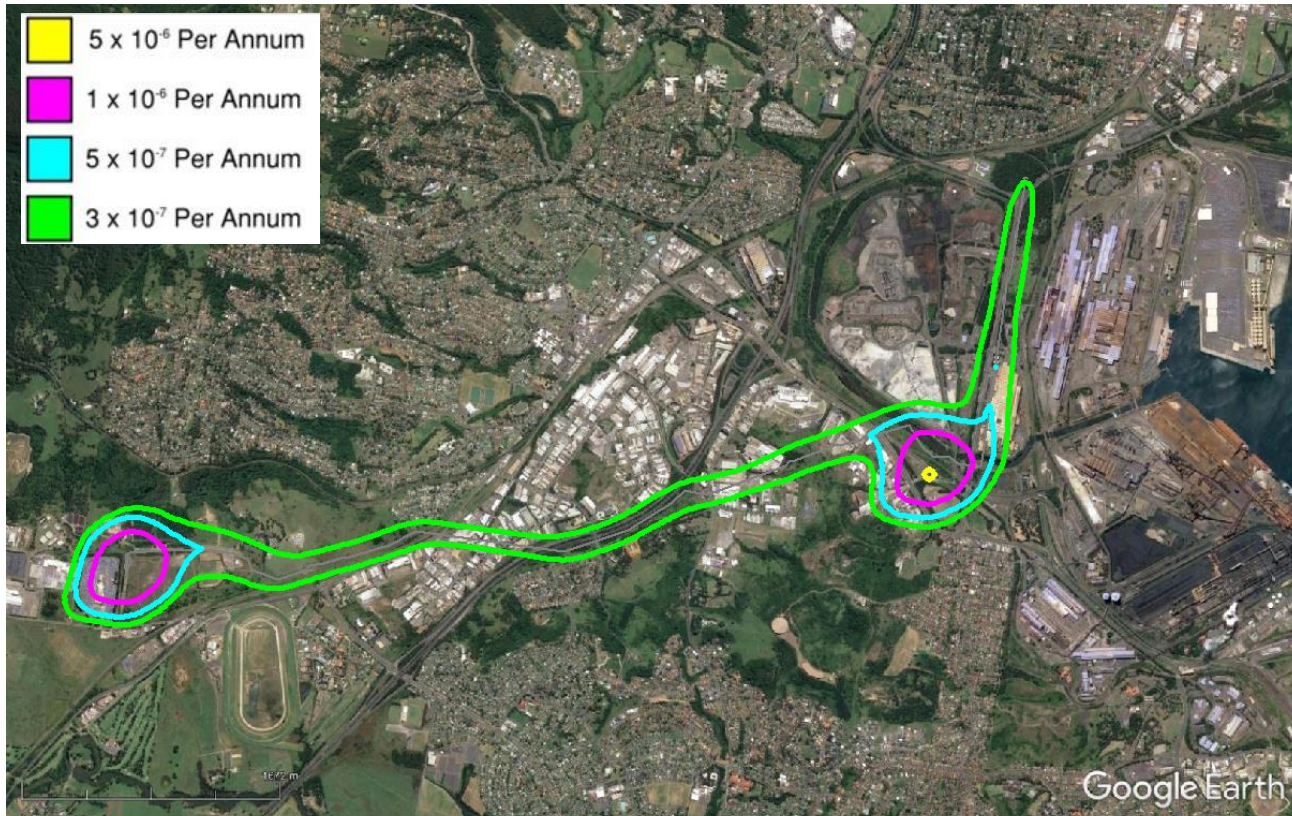 5 x 10⁻⁶ Per Annum
1 x 10⁻⁶ Per Annum
5 x 10⁻⁷ Per Annum
3 x 10⁻⁷ Per Annum
1672 m
Google Earth